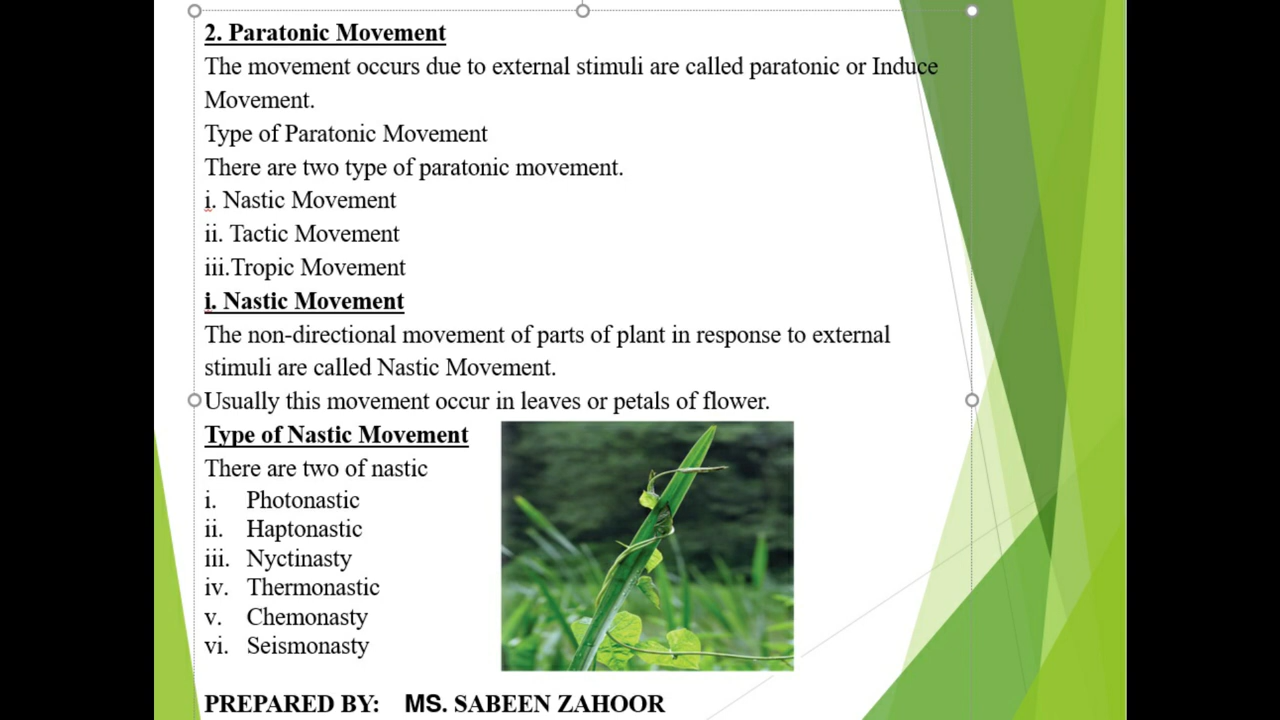 2. Paratonic Movement
The movement occurs due to external stimuli are called paratonic or Induce
Movement.
Type of Paratonic Movement
There are two type of paratonic movement.
i. Nastic Movement
ii. Tactic Movement
iii.Tropic Movement
i. Nastic Movement
The non-directional movement of parts of plant in response to external
stimuli are called Nastic Movement.
Usually this movement occur in leaves or petals of flower.
Type of Nastic Movement
There are two of nastic
i. Photonastic
ii. Haptonastic
iii. Nyctinasty
iv. Thermonastic
v. Chemonasty
vi. Seismonasty
PREPARED BY: MS. SABEEN ZAHOOR